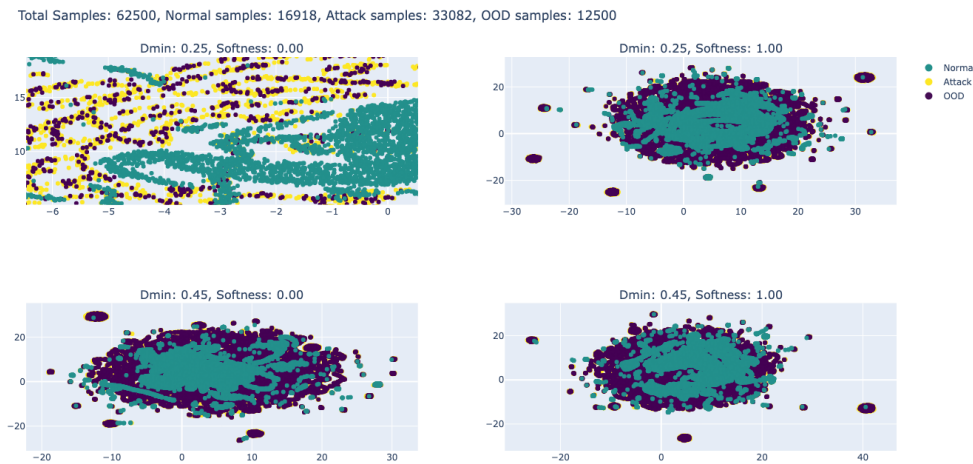 Total Samples: 62500, Normal samples: 16918, Attack samples: 33082, OOD samples: 12500
Dmin: 0.25, Softness: 0.00
Dmin: 0.25, Softness: 1.00
15
10
−6 −5 −4 −3 −2 −1 0
20
0
−20
−30 −20 −10 0 10 20 30
Norma
Attack
OOD
Dmin: 0.45, Softness: 0.00
Dmin: 0.45, Softness: 1.00
20
0
−20
−20 −10 0 10 20 30
20
0
−20
−20 0 20 40